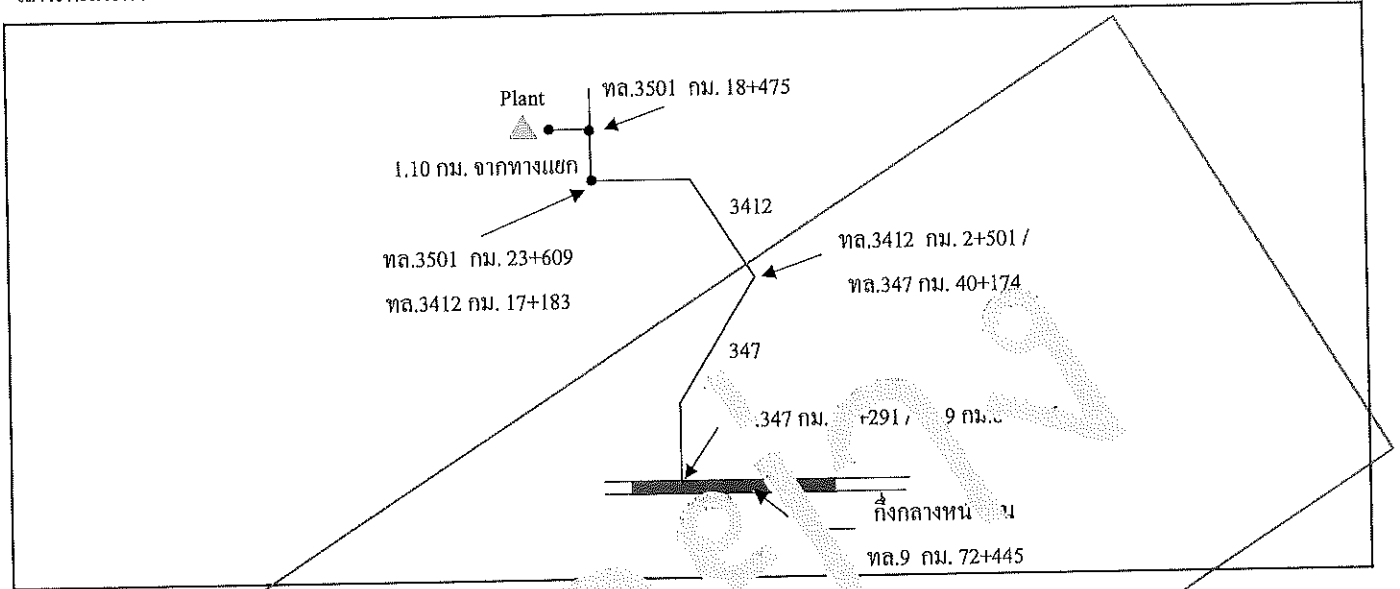 Plant
ทล.3501 กม. 18+475
1.10 กม. จากทางแยก
3412
ทล.3501 กม. 23+609
ทล.3412 กม. 17+183
ทล.3412 กม. 2+501 /
ทล.347 กม. 40+174
347
.347 กม. +291 / 9 กม.
กึ่งกลาง
ทล.9 กม. 72+445